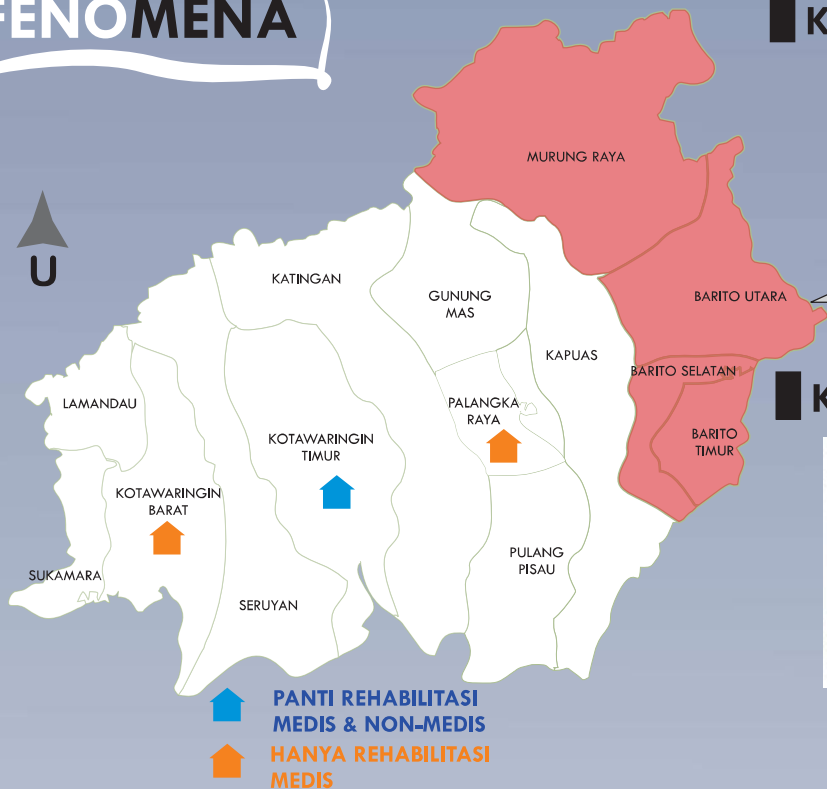 FENOMENA
K
MURUNG RAYA
U
KATINGAN
GUNUNG
MAS
BARITO UTARA
KAPUAS
BARITO SELATAN
K
LAMANDAU
PALANGKA
RAYA
KOTAWARINGIN
TIMUR
BARITO
TIMUR
KOTAWARINGIN
BARAT
PULANG
PISAU
SUKAMARA
SERUYAN
PANTI REHABILITASI
MEDIS & NON-MEDIS
HANYA REHABILITASI
MEDIS